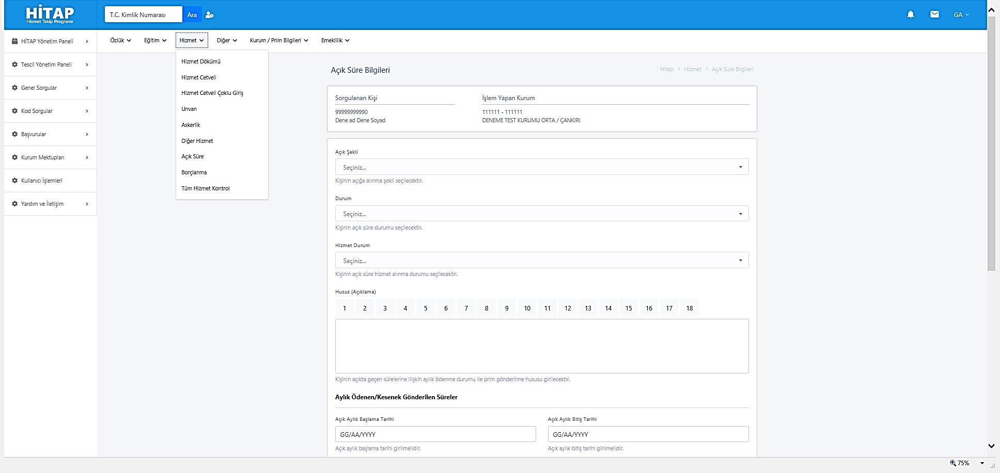 HİTAP
Hizmet Takip Programı
T.C. Kimlik Numarası
Ara
GA
HİTAP Yönetim Paneli
Tescil Yönetim Paneli
Genel Sorgular
Kod Sorgular
Başvurular
Kurum Mektupları
Kullanıcı İşlemleri
Yardım ve İletişim
Özlük
Eğitim
Hizmet
Diğer
Kurum / Prim Bilgileri
Emeklilik
Hizmet Dökümü
Hizmet Cetveli
Hizmet Cetveli Çoklu Giriş
Unvan
Askerlik
Diğer Hizmet
Açık Süre
Borçlanma
Tüm Hizmet Kontrol
Açık Süre Bilgileri
Hitap > Hizmet > Açık Süre Bilgileri
Sorgulanan Kişi
99999999990
Dene ad Dene Soyad
İşlem Yapan Kurum
111111 - 111111
DENEME TEST KURUMU ORTA / ÇANKIRI
Açık Şekil
Seçiniz...
Kişinin açığa alınma şekli seçilecektir.
Durum
Seçiniz...
Kişinin açık süre durumu seçilecektir.
Hizmet Durum
Seçiniz...
Kişinin açık süre hizmet alınma durumu seçilecektir.
Husus (Açıklama)
1 2 3 4 5 6 7 8 9 10 11 12 13 14 15 16 17 18
Kişinin açıkta geçen sürelerine ilişkin aylık ödenme durumu ile prim gönderilme hususu girilecektir.
Aylık Ödenen/Kesenek Gönderilen Süreler
Açık Aylık Başlama Tarihi
GG/AA/YYYY
Açık aylık başlama tarihi girilmelidir.
Açık Aylık Bitiş Tarihi
GG/AA/YYYY
Açık aylık bitiş tarihi girilmelidir.
75%